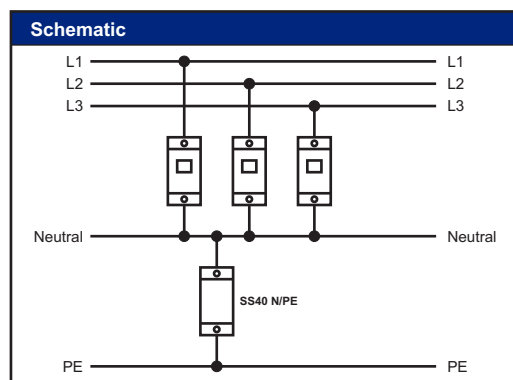 Schematic
L1 L1
L2 L2
L3 L3
Neutral Neutral
SS40 N/PE
PE PE